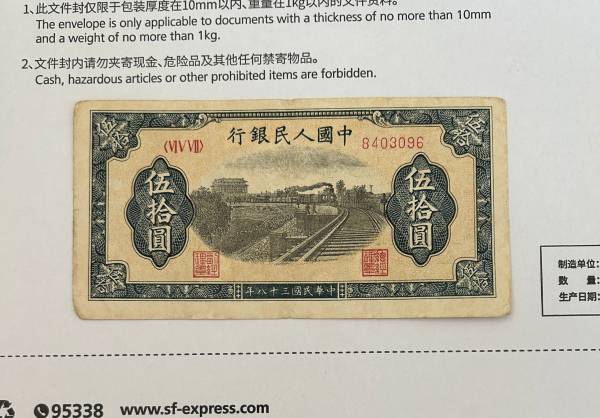 1、此文件封仅限于包装厚度在10mm以内、重量在1kg以内的文件资料。
The envelope is only applicable to documents with a thickness of no more than 10mm
and a weight of no more than 1kg.
2、文件封内请勿夹寄现金、危险品及其他任何禁寄物品。
Cash, hazardous articles or other prohibited items are forbidden.
行銀民人國中
〈VI V VII〉
8403096
伍拾圓
伍拾圓
年八十三國民華中
制造单位:
数 量:
生产日期:
95338 www.sf-express.com